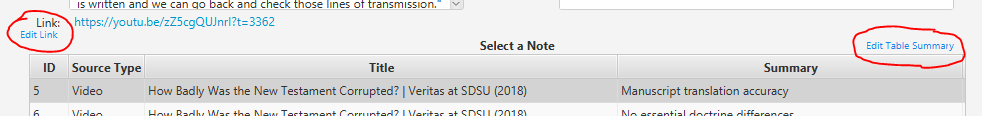 is written and we can go back and check those lines of transmission."
Link: https://youtu.be/zZ5cgQUJnrI?t=3362
Edit Link
Select a Note
Edit Table Summary
ID Source Type Title Summary
5 Video How Badly Was the New Testament Corrupted? | Veritas at SDSU (2018) Manuscript translation accuracy
6 Video How Badly Was the New Testament Corrupted? | Veritas at SDSU (2018) No essential doctrine differences